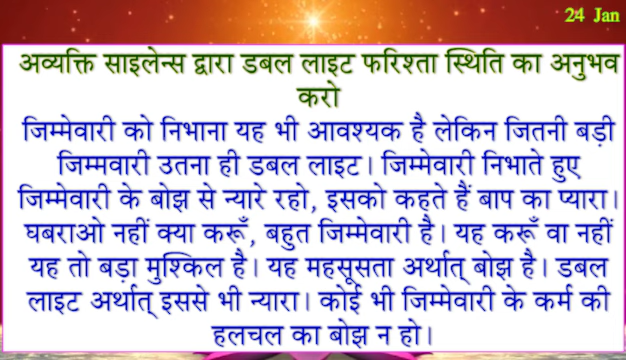 24 Jan
अव्यक्ति साइलेन्स द्वारा डबल लाइट फरिश्ता स्थिति का अनुभव
करो
जिम्मेवारी को निभाना यह भी आवश्यक है लेकिन जितनी बड़ी
जिम्मवारी उतना ही डबल लाइट। जिम्मेवारी निभाते हुए
जिम्मेवारी के बोझ से न्यारे रहो, इसको कहते हैं बाप का प्यारा।
घबराओ नहीं क्या करूँ, बहुत जिम्मेवारी है। यह करूँ वा नहीं
यह तो बड़ा मुश्किल है। यह महसूसता अर्थात् बोझ है। डबल
लाइट अर्थात् इससे भी न्यारा। कोई भी जिम्मेवारी के कर्म की
हलचल का बोझ न हो।